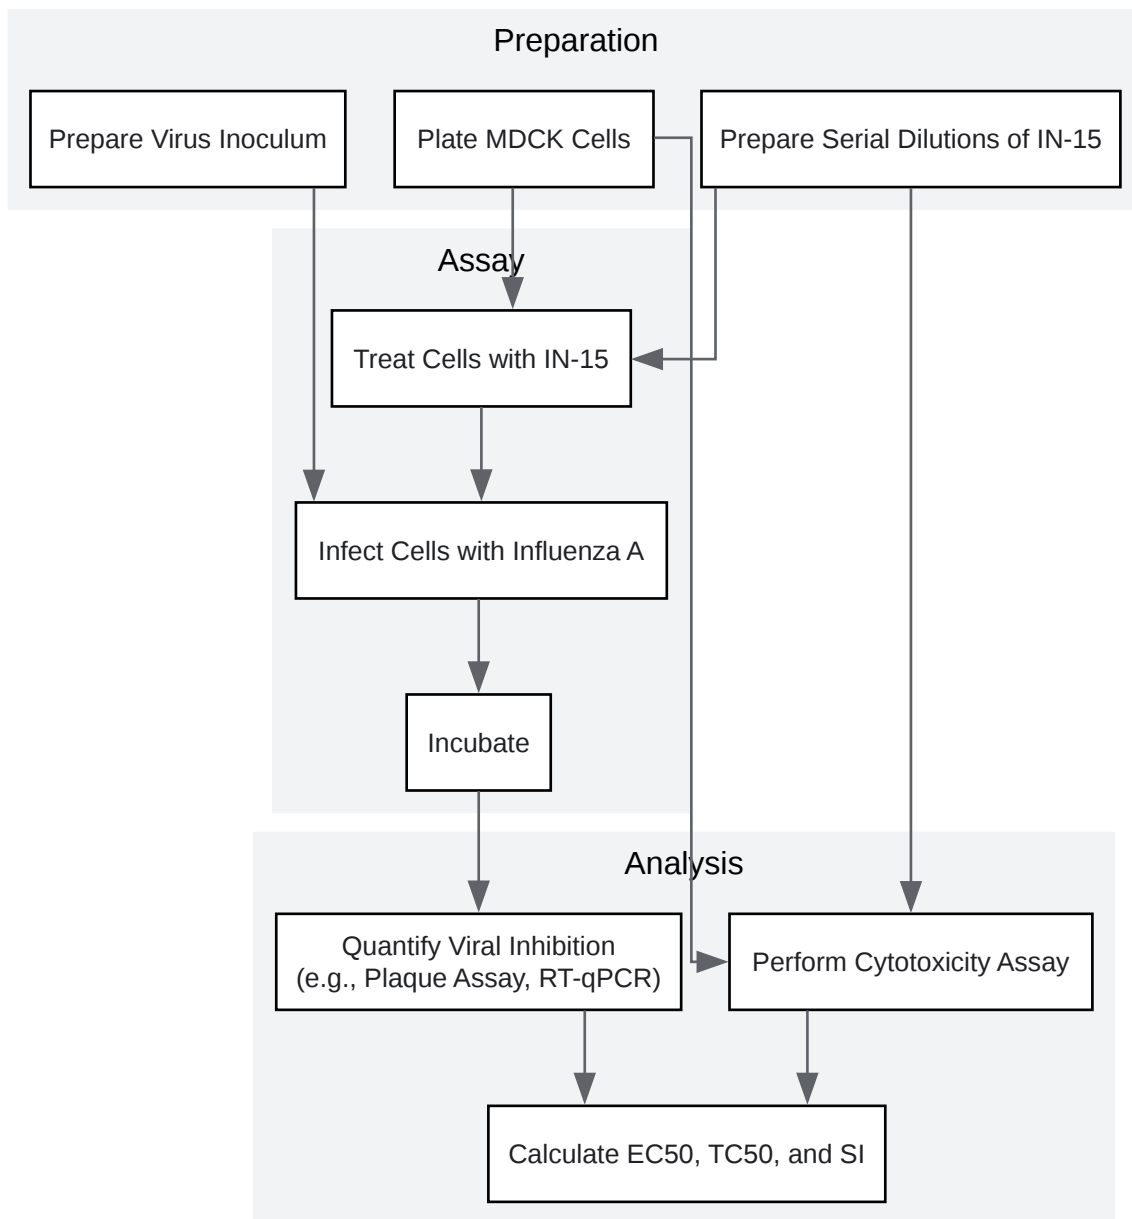 Preparation
Prepare Virus Inoculum
Plate MDCK Cells
Prepare Serial Dilutions of IN-15
Assay
Treat Cells with IN-15
Infect Cells with Influenza A
Incubate
Analysis
Quantify Viral Inhibition
(e.g., Plaque Assay, RT-qPCR)
Perform Cytotoxicity Assay
Calculate EC50, TC50, and SI